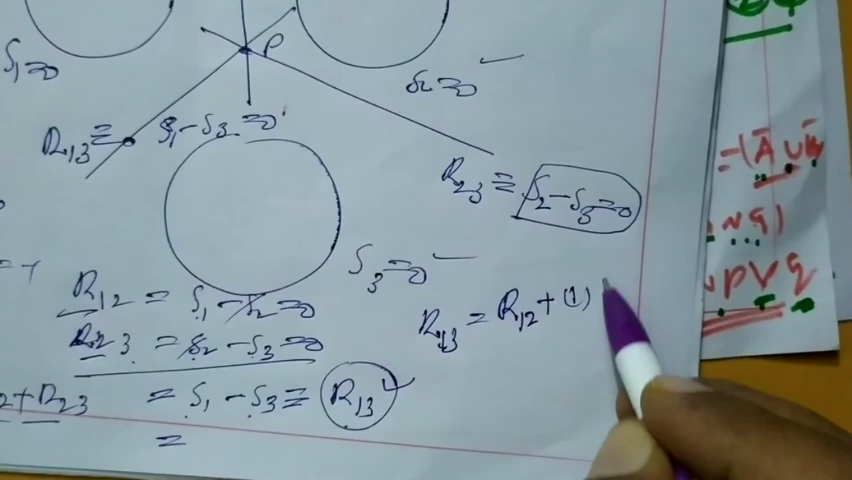 P
S₁=0
S₂=0
R₁₃≡ S₁-S₃=0
R₂₃≡ S₂-S₃=0
S₃=0
R₁₂ = S₁-S₂=0
R₂₃ = S₂-S₃=0
R₁₃ = R₁₂+(1)
2+R₂₃ = S₁-S₃≡ R₁₃
=
=(A̅ ∪
∨ q)
∨p∨q